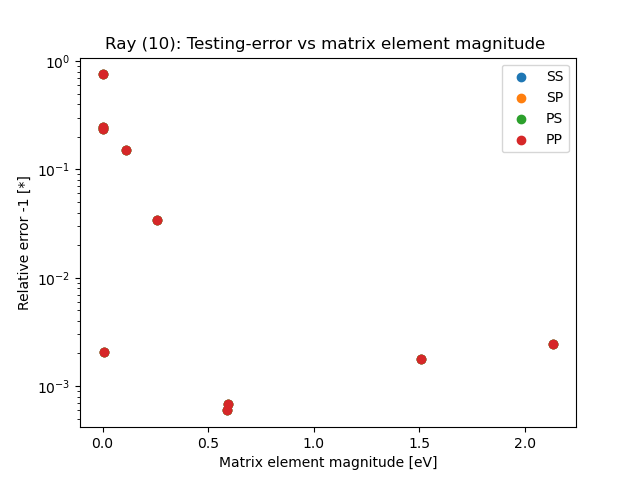 Ray (10): Testing-error vs matrix element magnitude
10⁰
10⁻¹
10⁻²
10⁻³
Relative error -1 [*]
SS
SP
PS
PP
0.0 0.5 1.0 1.5 2.0
Matrix element magnitude [eV]